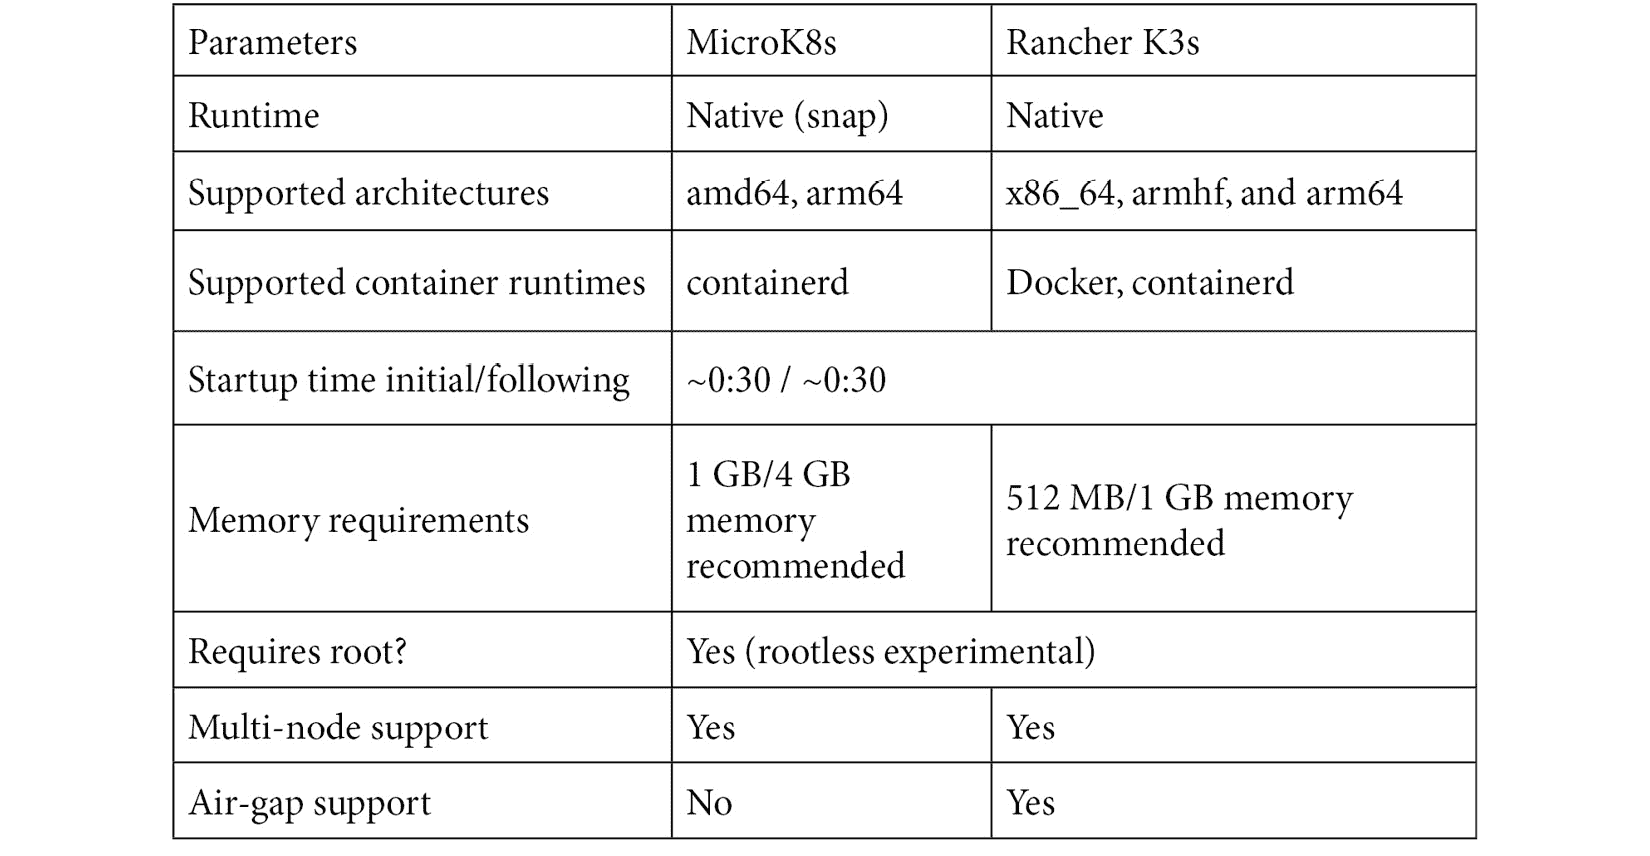 Parameters MicroK8s Rancher K3s
Runtime Native (snap) Native
Supported architectures amd64, arm64 x86_64, armhf, and arm64
Supported container runtimes containerd Docker, containerd
Startup time initial/following ~0:30 / ~0:30
Memory requirements
1 GB/4 GB
memory
recommended
512 MB/1 GB memory
recommended
Requires root? Yes (rootless experimental)
Multi-node support Yes Yes
Air-gap support No Yes